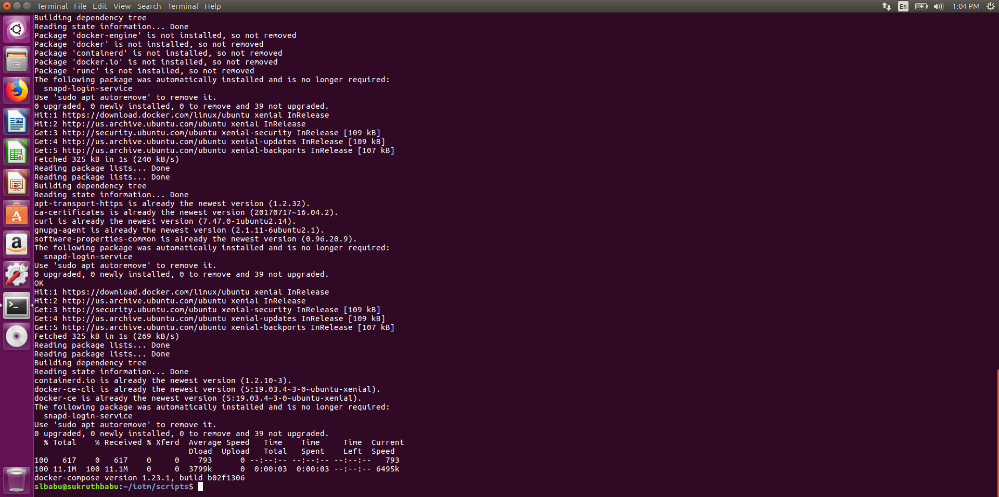 Terminal File Edit View Search Terminal Help En 1:04 PM
Building dependency tree
Reading state information... Done
Package 'docker-engine' is not installed, so not removed
Package 'docker' is not installed, so not removed
Package 'containerd' is not installed, so not removed
Package 'docker.io' is not installed, so not removed
Package 'runc' is not installed, so not removed
The following package was automatically installed and is no longer required:
  snapd-login-service
Use 'sudo apt autoremove' to remove it.
0 upgraded, 0 newly installed, 0 to remove and 39 not upgraded.
Hit:1 https://download.docker.com/linux/ubuntu xenial InRelease
Hit:2 http://us.archive.ubuntu.com/ubuntu xenial InRelease
Get:3 http://security.ubuntu.com/ubuntu xenial-security InRelease [109 kB]
Get:4 http://us.archive.ubuntu.com/ubuntu xenial-updates InRelease [109 kB]
Get:5 http://us.archive.ubuntu.com/ubuntu xenial-backports InRelease [107 kB]
Fetched 325 kB in 1s (240 kB/s)
Reading package lists... Done
Reading package lists... Done
Building dependency tree
Reading state information... Done
apt-transport-https is already the newest version (1.2.32).
ca-certificates is already the newest version (20170717~16.04.2).
curl is already the newest version (7.47.0-1ubuntu2.14).
gnupg-agent is already the newest version (2.1.11-6ubuntu2.1).
software-properties-common is already the newest version (0.96.20.9).
The following package was automatically installed and is no longer required:
  snapd-login-service
Use 'sudo apt autoremove' to remove it.
0 upgraded, 0 newly installed, 0 to remove and 39 not upgraded.
OK
Hit:1 https://download.docker.com/linux/ubuntu xenial InRelease
Hit:2 http://us.archive.ubuntu.com/ubuntu xenial InRelease
Get:3 http://security.ubuntu.com/ubuntu xenial-security InRelease [109 kB]
Get:4 http://us.archive.ubuntu.com/ubuntu xenial-updates InRelease [109 kB]
Get:5 http://us.archive.ubuntu.com/ubuntu xenial-backports InRelease [107 kB]
Fetched 325 kB in 1s (269 kB/s)
Reading package lists... Done
Reading package lists... Done
Building dependency tree
Reading state information... Done
containerd.io is already the newest version (1.2.10-3).
docker-ce-cli is already the newest version (5:19.03.4~3-0~ubuntu-xenial).
docker-ce is already the newest version (5:19.03.4~3-0~ubuntu-xenial).
The following package was automatically installed and is no longer required:
  snapd-login-service
Use 'sudo apt autoremove' to remove it.
0 upgraded, 0 newly installed, 0 to remove and 39 not upgraded.
  % Total    % Received % Xferd  Average Speed   Time    Time     Time  Current
                                 Dload  Upload   Total   Spent    Left  Speed
100   617    0   617    0     0    793      0 --:--:-- --:--:-- --:--:--   793
100 11.1M  100 11.1M    0     0  3799k      0  0:00:03  0:00:03 --:--:-- 6495k
docker-compose version 1.23.1, build b02f1306
slbabu@sukruthbabu:~/iotm/scripts$